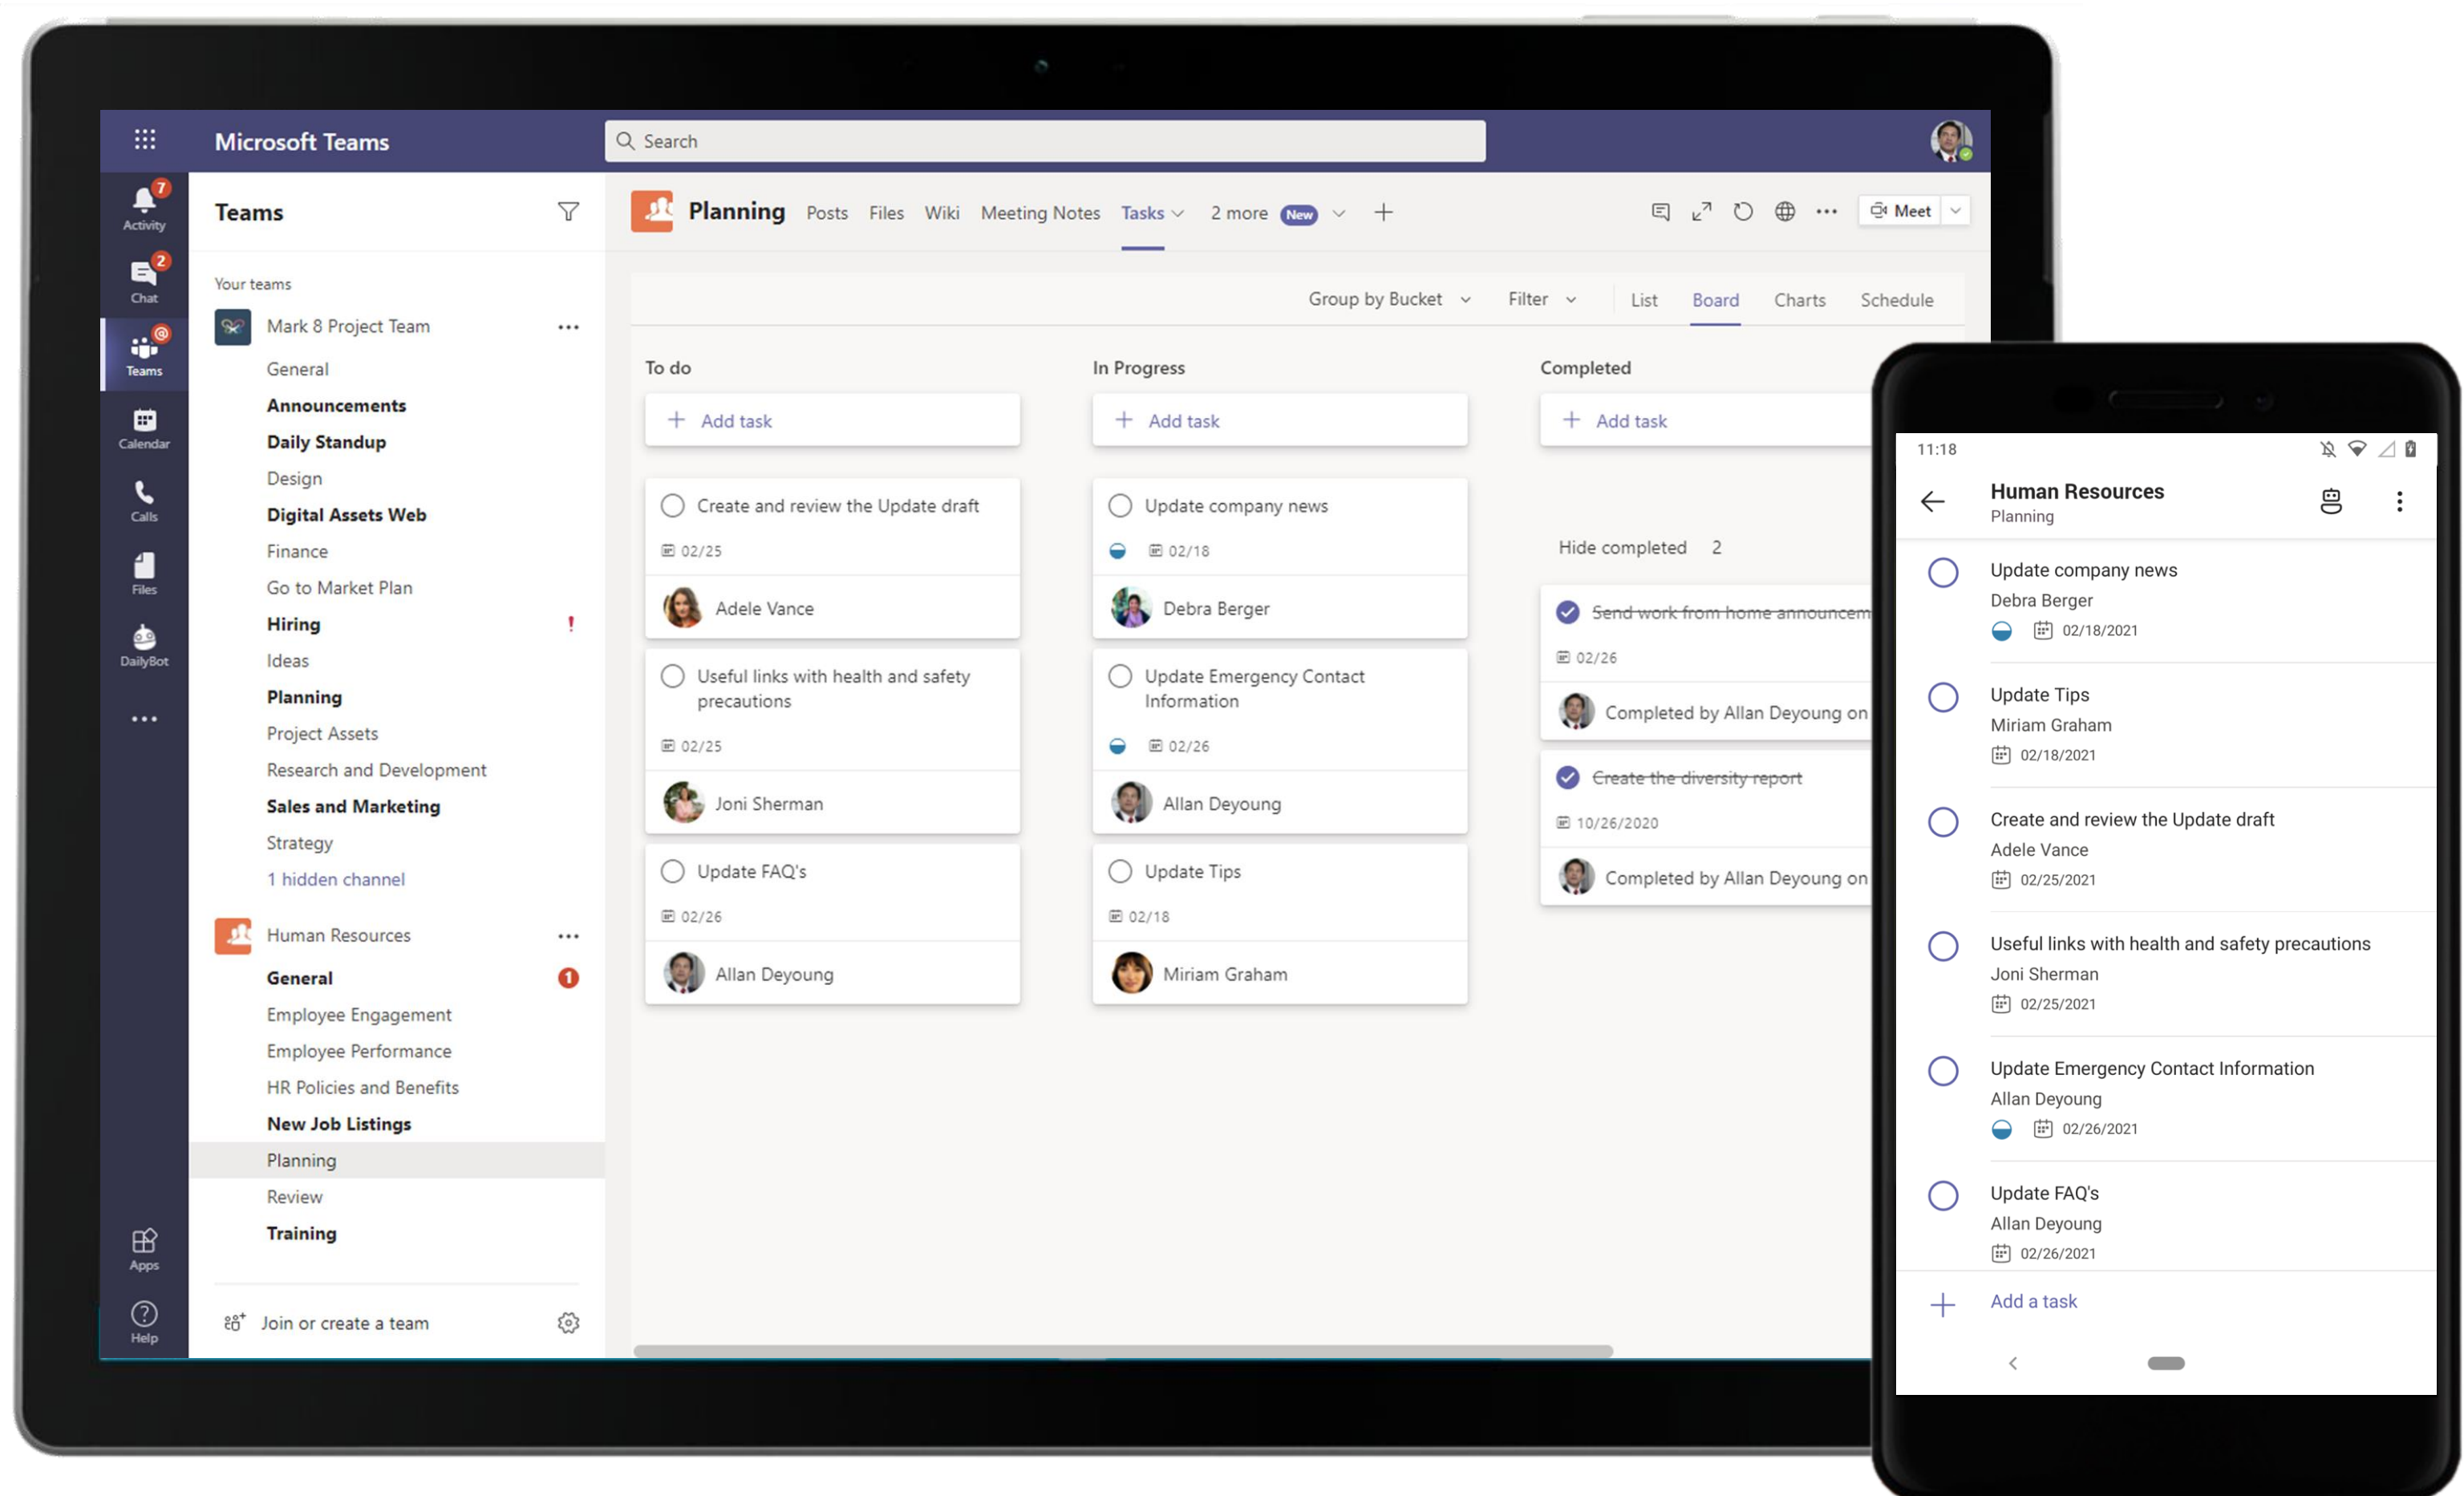 Microsoft Teams
Search
7
Activity
2
Chat
@
Teams
Calendar
Calls
Files
DailyBot
Apps
Help
Teams
Your teams
Mark 8 Project Team
General
Announcements
Daily Standup
Design
Digital Assets Web
Finance
Go to Market Plan
Hiring !
Ideas
Planning
Project Assets
Research and Development
Sales and Marketing
Strategy
1 hidden channel
Human Resources
General 1
Employee Engagement
Employee Performance
HR Policies and Benefits
New Job Listings
Planning
Review
Training
Join or create a team
Planning Posts Files Wiki Meeting Notes Tasks 2 more New Meet
Group by Bucket Filter List Board Charts Schedule
To do
Add task
Create and review the Update draft
02/25
Adele Vance
Useful links with health and safety
precautions
02/25
Joni Sherman
Update FAQ's
02/26
Allan Deyoung
In Progress
Add task
Update company news
02/18
Debra Berger
Update Emergency Contact
Information
02/26
Allan Deyoung
Update Tips
02/18
Miriam Graham
Completed
Add task
Hide completed 2
Send work from home announcem
02/26
Completed by Allan Deyoung on
Create the diversity report
10/26/2020
Completed by Allan Deyoung on
11:18
Human Resources
Planning
Update company news
Debra Berger
02/18/2021
Update Tips
Miriam Graham
02/18/2021
Create and review the Update draft
Adele Vance
02/25/2021
Useful links with health and safety precautions
Joni Sherman
02/25/2021
Update Emergency Contact Information
Allan Deyoung
02/26/2021
Update FAQ's
Allan Deyoung
02/26/2021
Add a task